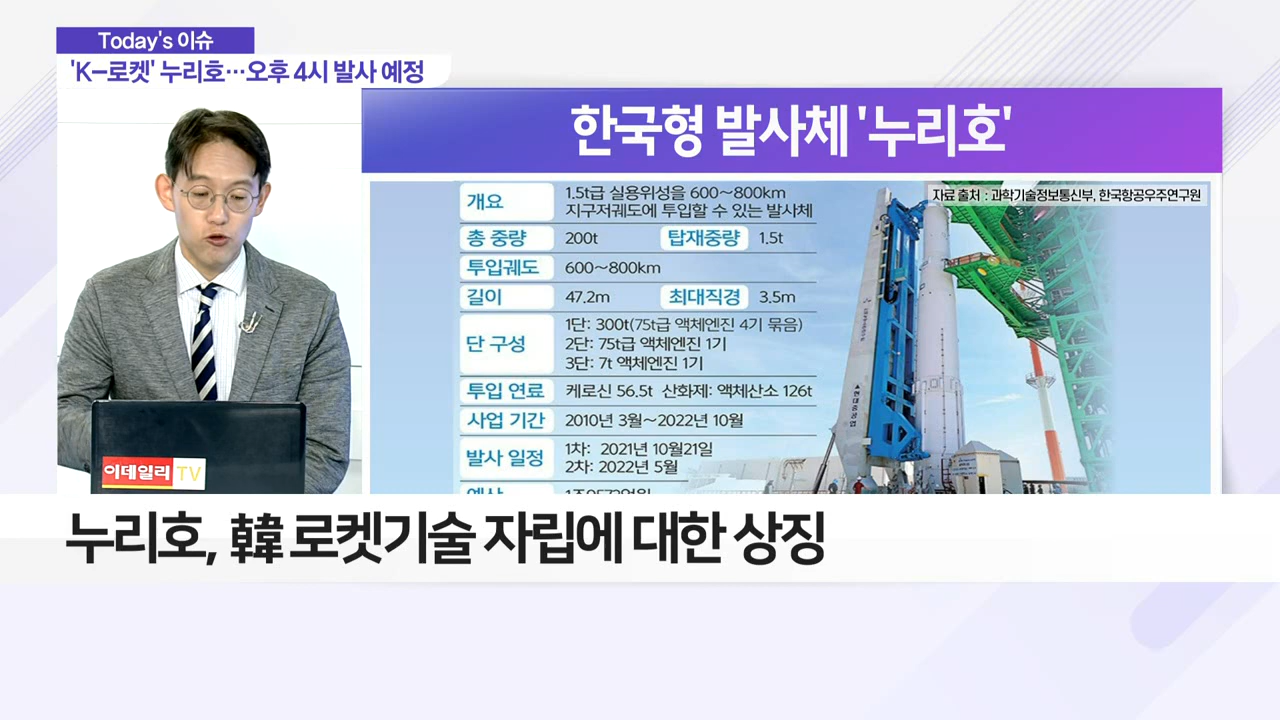 Today's 이슈
'K-로켓' 누리호…오후 4시 발사 예정
한국형 발사체 '누리호'
자료 출처 : 과학기술정보통신부, 한국항공우주연구원
개요 1.5t급 실용위성을 600~800km
지구저궤도에 투입할 수 있는 발사체
총 중량 200t 탑재중량 1.5t
투입궤도 600~800km
길이 47.2m 최대직경 3.5m
단 구성 1단: 300t(75t급 액체엔진 4기 묶음)
2단: 75t급 액체엔진 1기
3단: 7t 액체엔진 1기
투입 연료 케로신 56.5t 산화제: 액체산소 126t
사업 기간 2010년 3월~2022년 10월
발사 일정 1차: 2021년 10월21일
2차: 2022년 5월
현대중공업
이데일리 TV
누리호, 韓 로켓기술 자립에 대한 상징